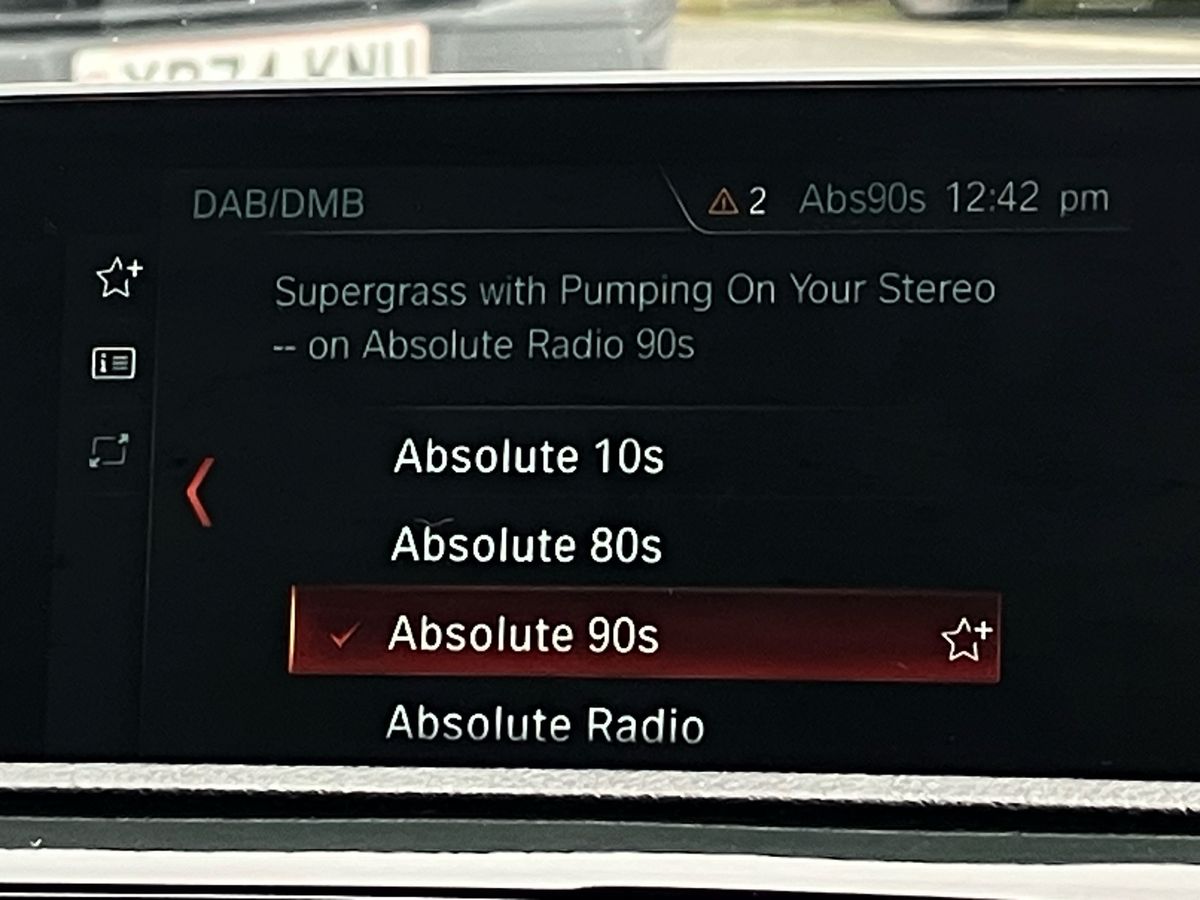 DAB/DMB
2 Abs90s 12:42 pm
Supergrass with Pumping On Your Stereo
-- on Absolute Radio 90s
Absolute 10s
Absolute 80s
Absolute 90s
Absolute Radio